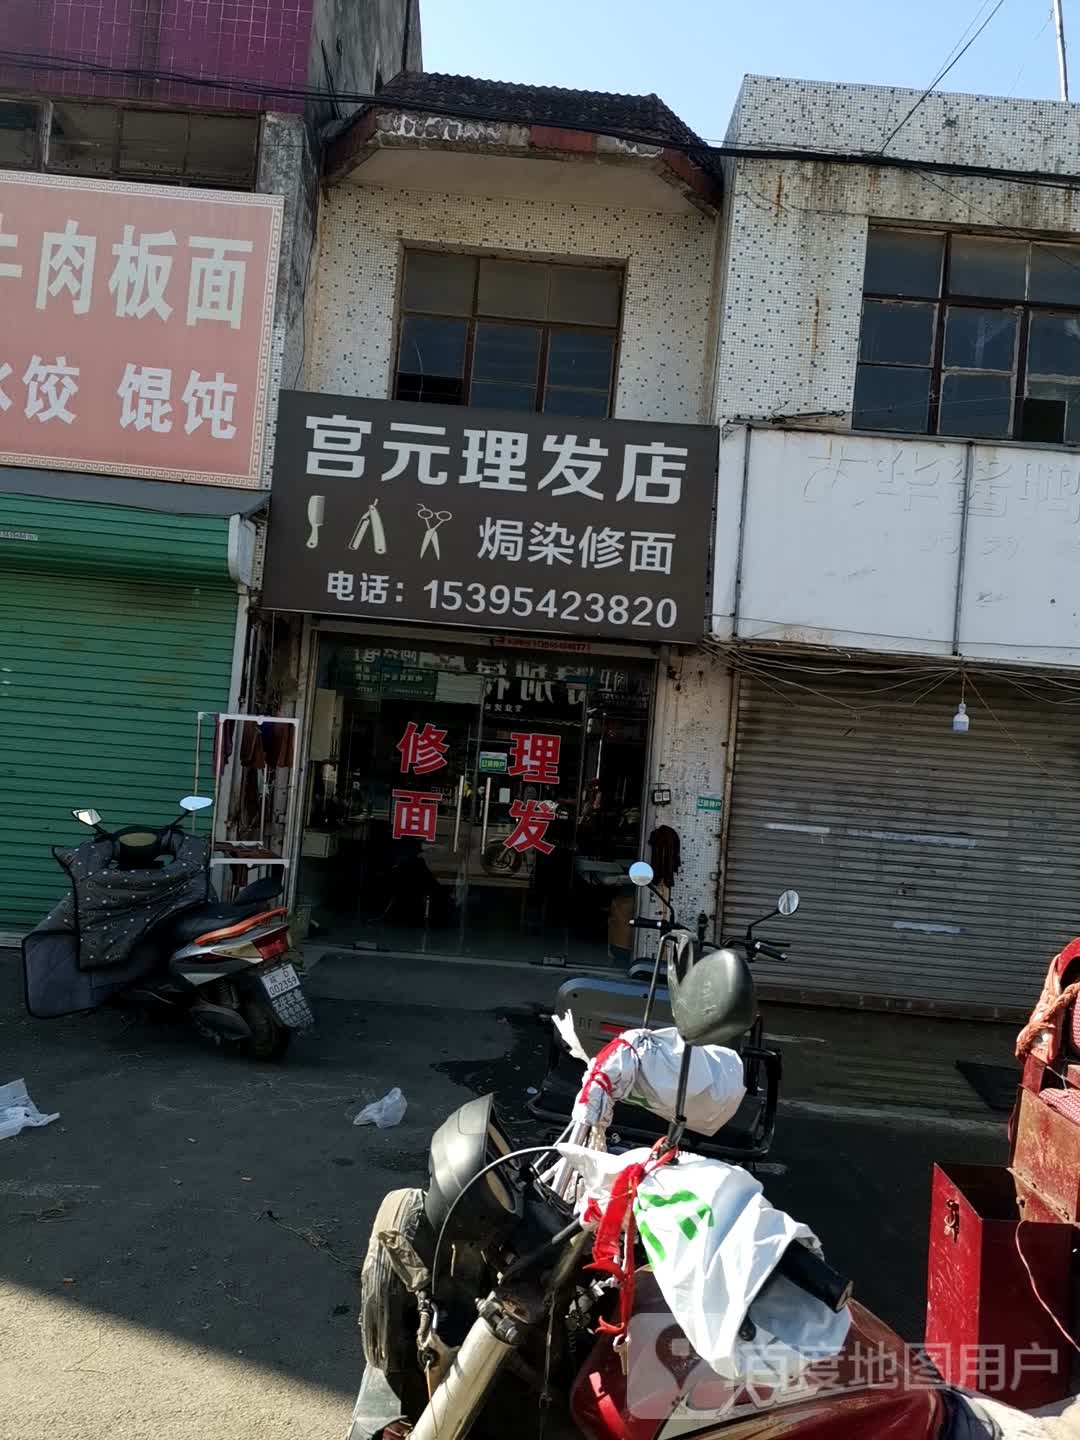 牛肉板面
水饺 馄饨
宫元理发店
焗染修面
电话：15395423820
修面
理发
002359
百度地图用户